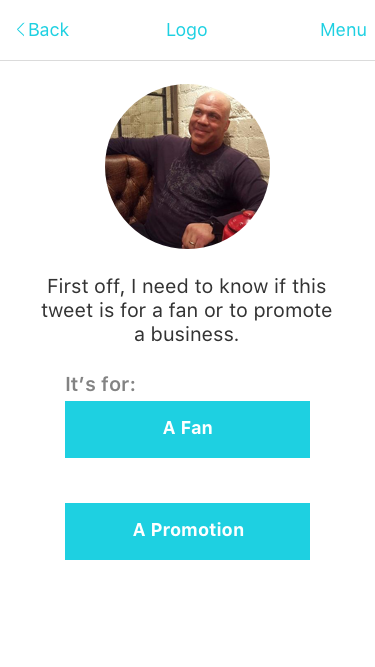 Back
Logo
Menu
First off, I need to know if this
tweet is for a fan or to promote
a business.
It’s for:
A Fan
A Promotion